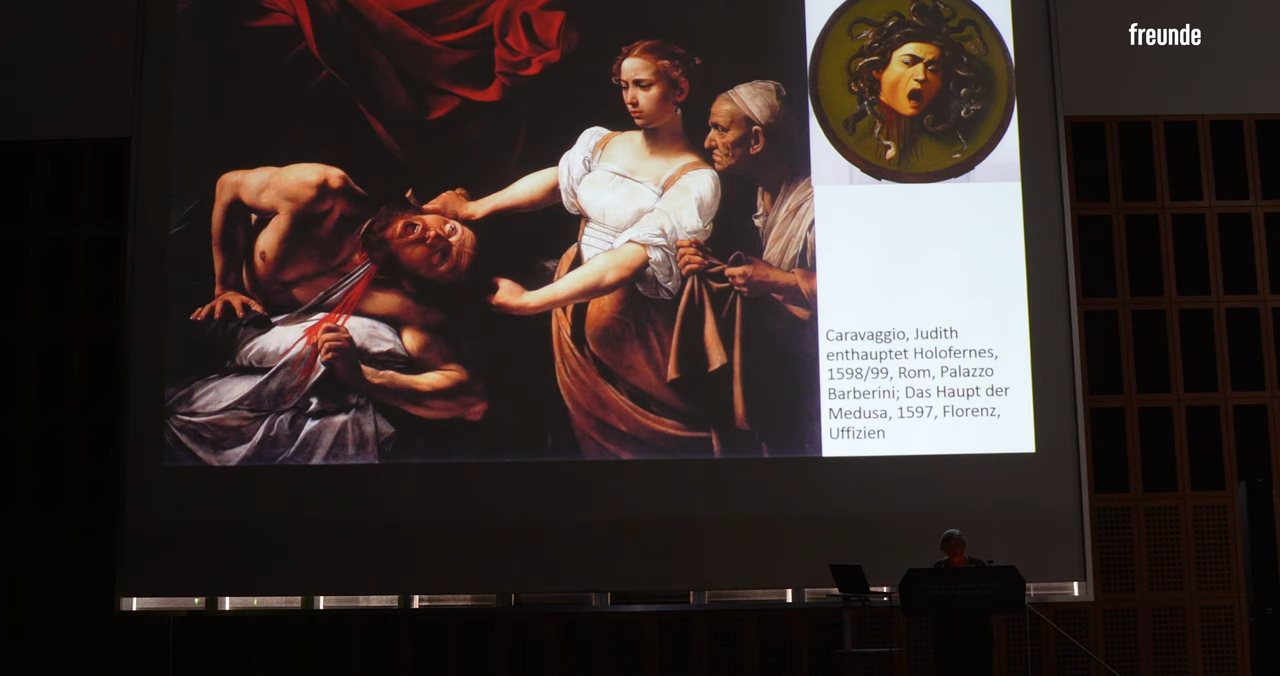 freunde
Caravaggio, Judith
enthauptet Holofernes,
1598/99, Rom, Palazzo
Barberini; Das Haupt der
Medusa, 1597, Florenz,
Uffizien